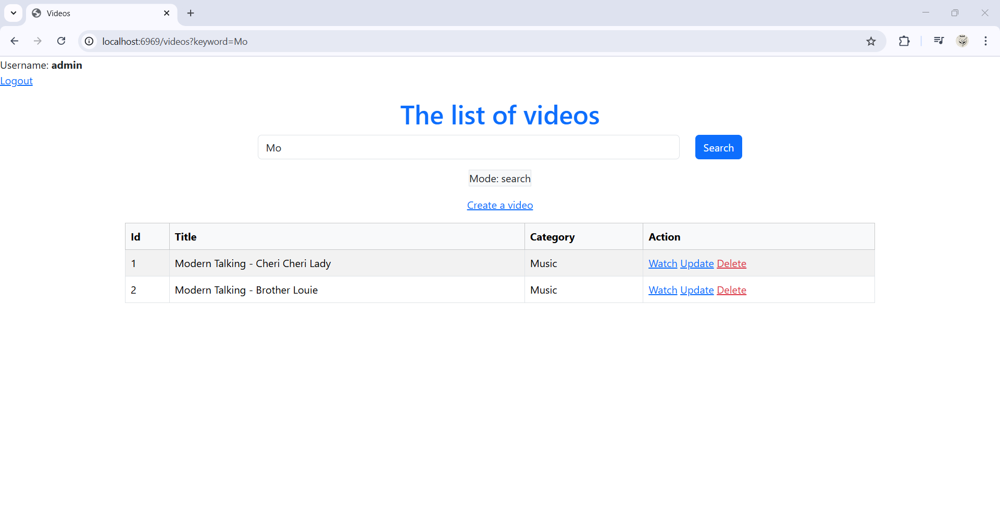 Videos
localhost:6969/videos?keyword=Mo
Username: admin
Logout
The list of videos
Mo Search
Mode: search
Create a video
Id Title Category Action
1 Modern Talking - Cheri Cheri Lady Music Watch Update Delete
2 Modern Talking - Brother Louie Music Watch Update Delete